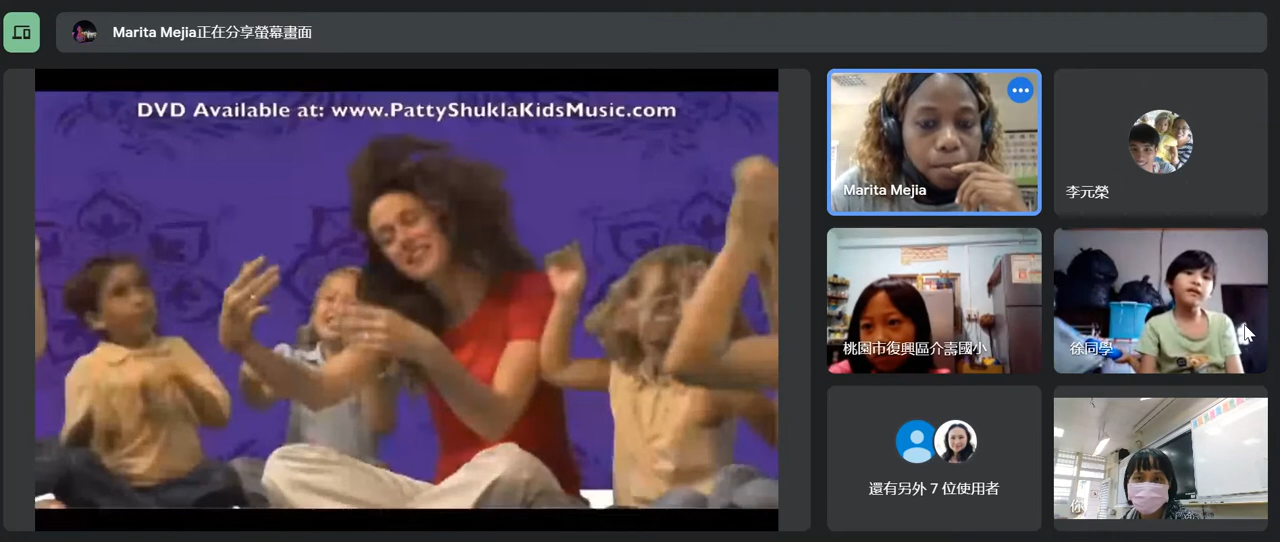 Marita Mejia正在分享螢幕畫面
DVD Available at: www.PattyShuklaKidsMusic.com
Marita Mejia
李元榮
桃園市復興區介壽國小
徐同學
還有另外 7 位使用者
你